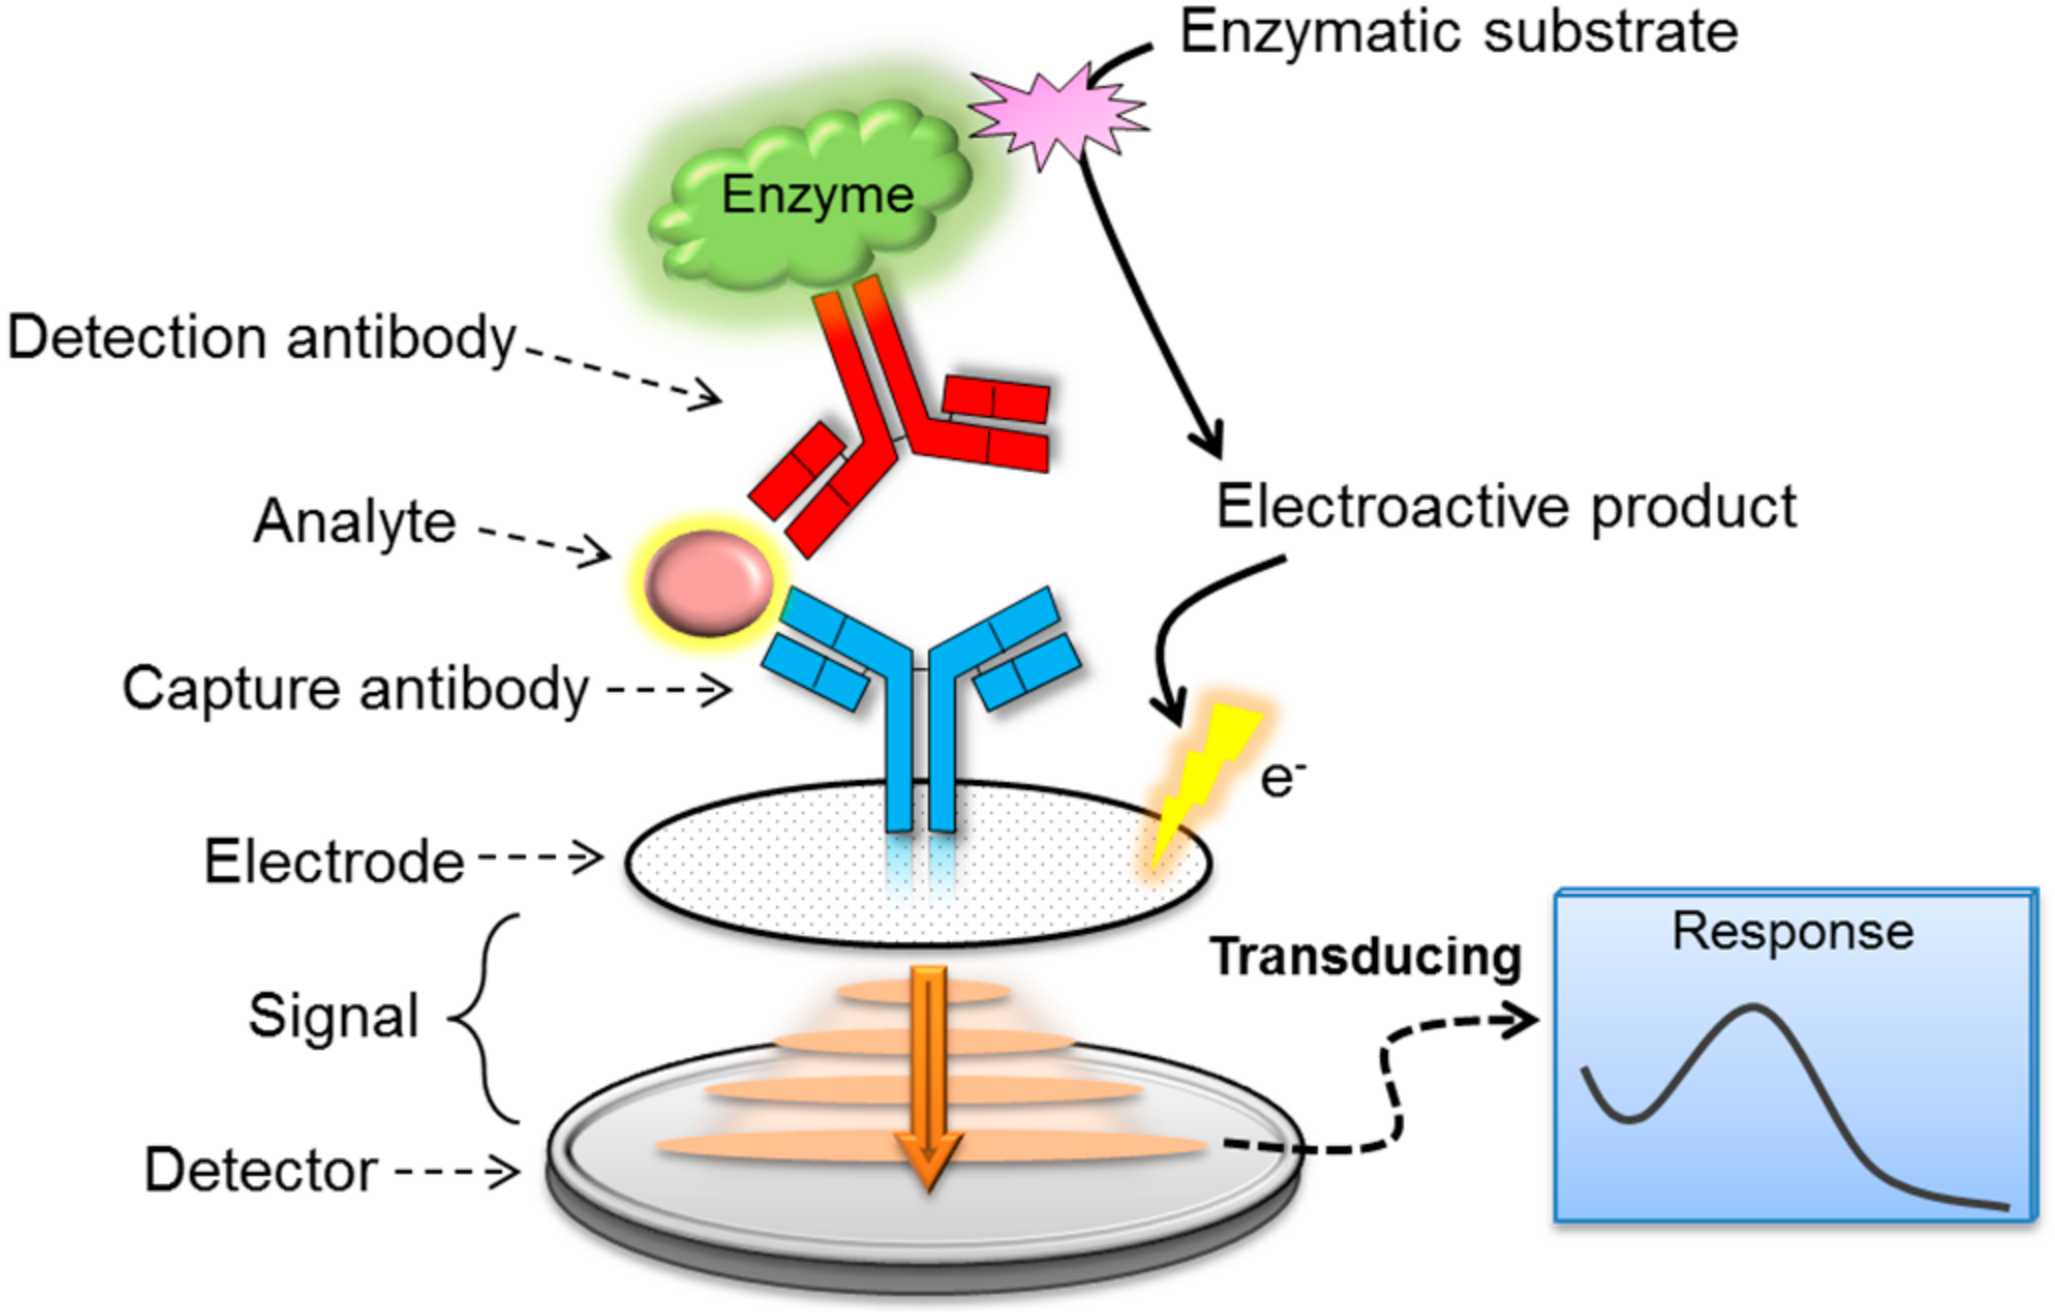 Enzymatic substrate
Enzyme
Detection antibody
Analyte
Electroactive product
Capture antibody
e-
Electrode
Response
Transducing
Signal
Detector